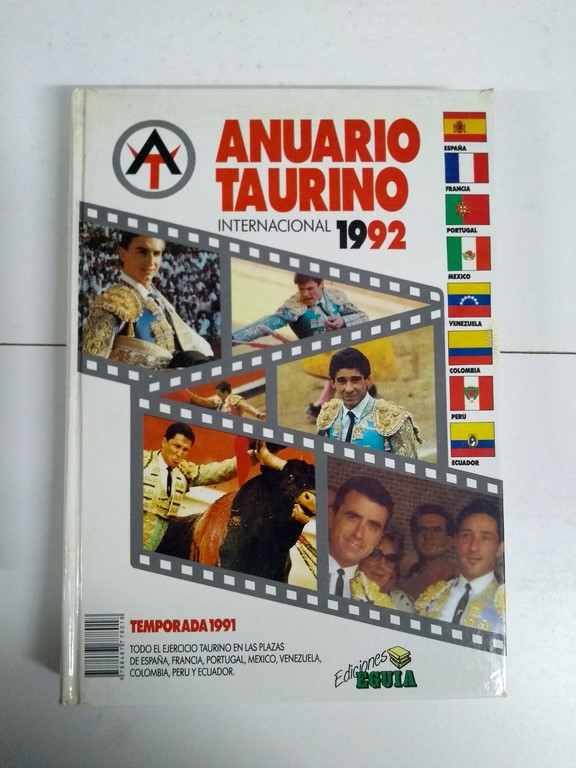 AT
ANUARIO
TAURINO
INTERNACIONAL 1992
ESPAÑA
FRANCIA
PORTUGAL
MEXICO
VENEZUELA
COLOMBIA
PERU
ECUADOR
TEMPORADA 1991
TODO EL EJERCICIO TAURINO EN LAS PLAZAS
DE ESPAÑA, FRANCIA, PORTUGAL, MEXICO, VENEZUELA,
COLOMBIA, PERU Y ECUADOR.
Ediciones
EGUIA